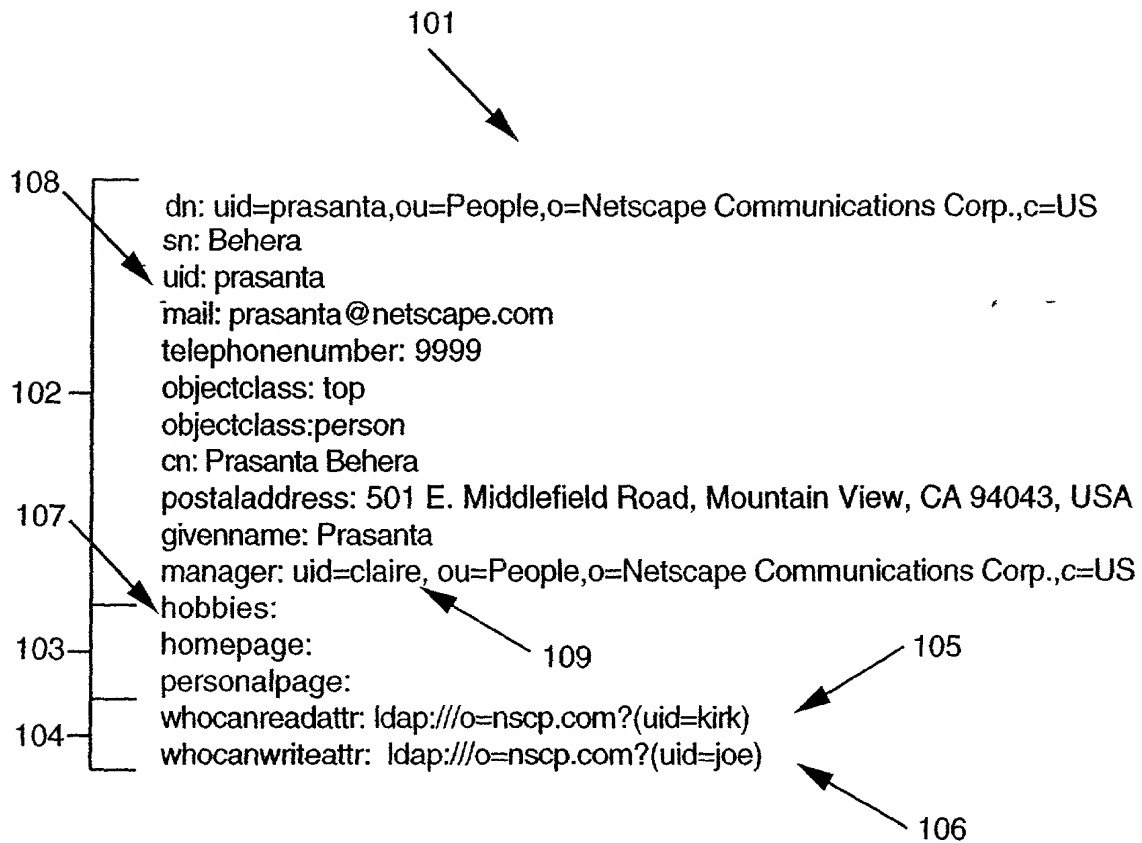 101
108
dn: uid=prasanta,ou=People,o=Netscape Communications Corp.,c=US
sn: Behera
uid: prasanta
mail: prasanta@netscape.com
telephonenumber: 9999
102
objectclass: top
objectclass:person
cn: Prasanta Behera
postaladdress: 501 E. Middlefield Road, Mountain View, CA 94043, USA
107
givenname: Prasanta
manager: uid=claire, ou=People,o=Netscape Communications Corp.,c=US
hobbies:
103
homepage:
109
105
personalpage:
104
whocanreadattr: ldap:///o=nscp.com?(uid=kirk)
whocanwriteattr: ldap:///o=nscp.com?(uid=joe)
106